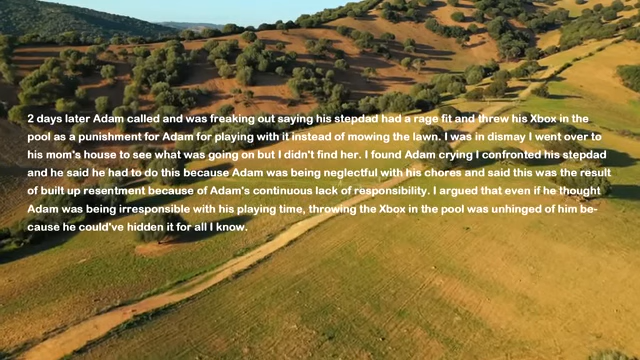 2 days later Adam called and was freaking out saying his stepdad had a rage fit and threw his Xbox in the
pool as a punishment for Adam for playing with it instead of mowing the lawn. I was in dismay I went over to
his mom's house to see what was going on but I didn't find her. I found Adam crying I confronted his stepdad
and he said he had to do this because Adam was being neglectful with his chores and said this was the result
of built up resentment because of Adam's continuous lack of responsibility. I argued that even if he thought
Adam was being irresponsible with his playing time, throwing the Xbox in the pool was unhinged of him be-
cause he could've hidden it for all I know.